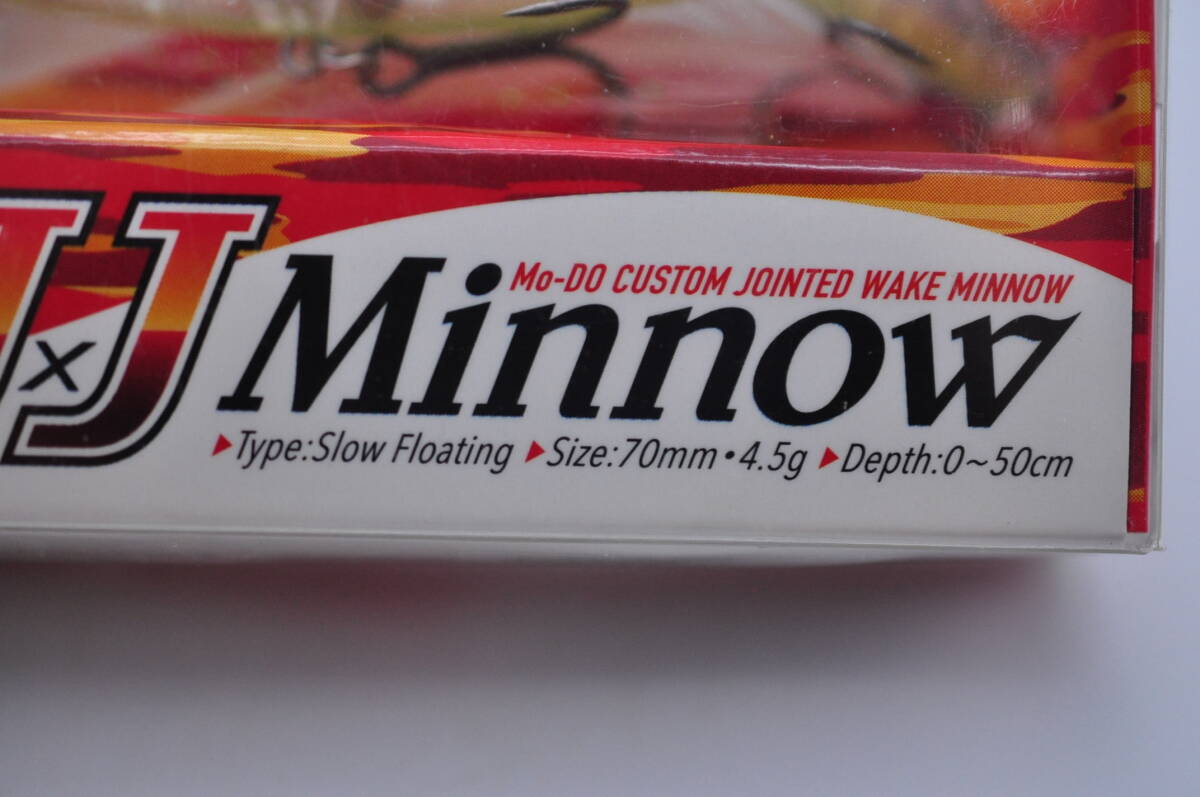 Mo-DO CUSTOM JOINTED WAKE MINNOW
J×J Minnow
▶Type:Slow Floating ▶Size:70mm・4.5g ▶Depth:0~50cm